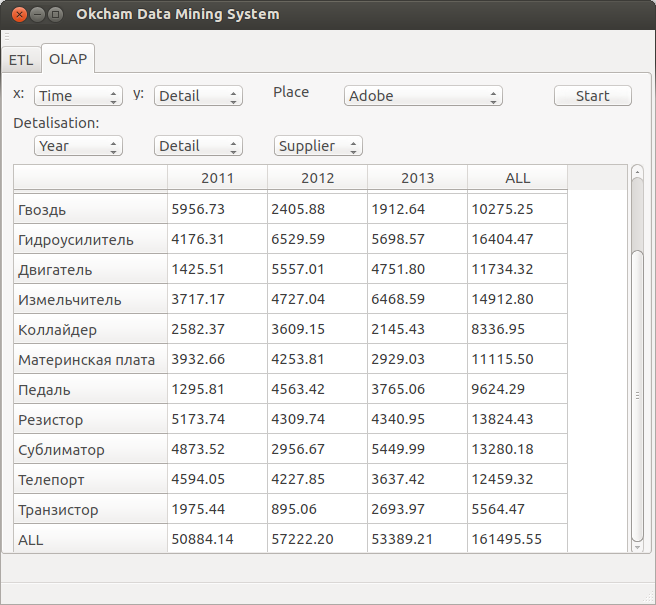 Okcham Data Mining System
ETL OLAP
x: Time y: Detail Place Adobe Start
Detalisation:
Year Detail Supplier
2011 2012 2013 ALL
Гвоздь 5956.73 2405.88 1912.64 10275.25
Гидроусилитель 4176.31 6529.59 5698.57 16404.47
Двигатель 1425.51 5557.01 4751.80 11734.32
Измельчитель 3717.17 4727.04 6468.59 14912.80
Коллайдер 2582.37 3609.15 2145.43 8336.95
Материнская плата 3932.66 4253.81 2929.03 11115.50
Педаль 1295.81 4563.42 3765.06 9624.29
Резистор 5173.74 4309.74 4340.95 13824.43
Сублиматор 4873.52 2956.67 5449.99 13280.18
Телепорт 4594.05 4227.85 3637.42 12459.32
Транзистор 1975.44 895.06 2693.97 5564.47
ALL 50884.14 57222.20 53389.21 161495.55